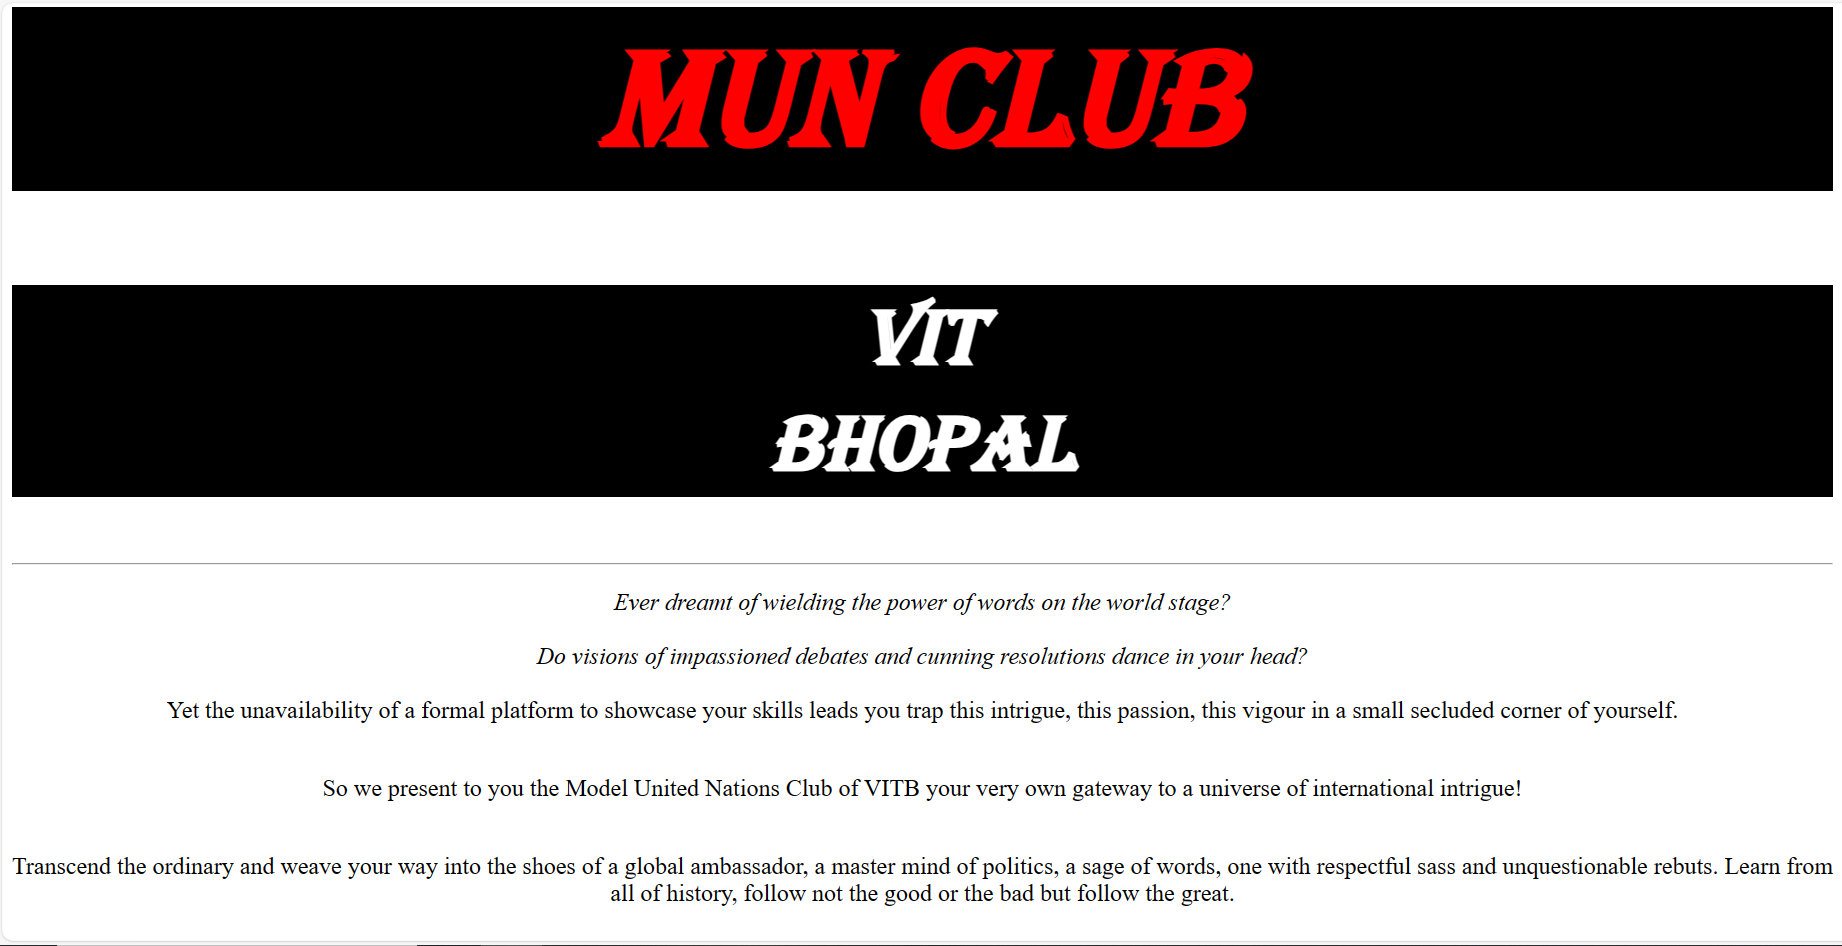 MUN CLUB
VIT
BHOPAL
Ever dreamt of wielding the power of words on the world stage?
Do visions of impassioned debates and cunning resolutions dance in your head?
Yet the unavailability of a formal platform to showcase your skills leads you trap this intrigue, this passion, this vigour in a small secluded corner of yourself.
So we present to you the Model United Nations Club of VITB your very own gateway to a universe of international intrigue!
Transcend the ordinary and weave your way into the shoes of a global ambassador, a master mind of politics, a sage of words, one with respectful sass and unquestionable rebuts. Learn from
all of history, follow not the good or the bad but follow the great.